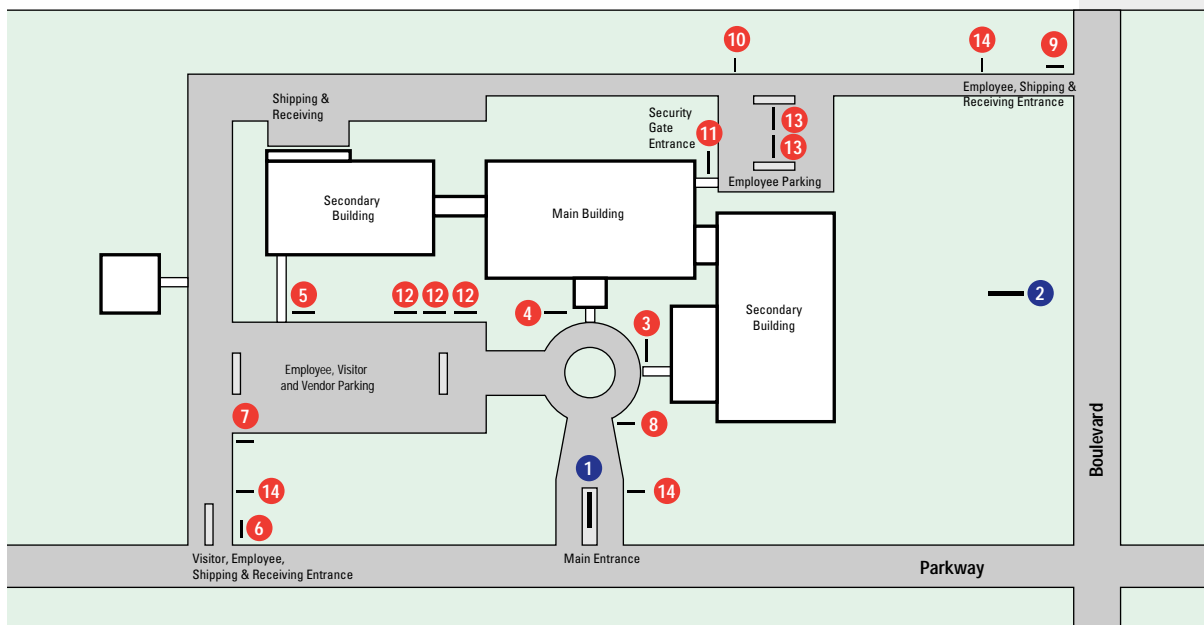 10
14
9
Employee, Shipping &
Receiving Entrance
Shipping &
Receiving
Security
Gate
Entrance
11
13
13
Employee Parking
Secondary
Building
Main Building
5
12
12
12
4
3
2
Secondary
Building
Employee, Visitor
and Vendor Parking
7
8
Boulevard
1
14
14
6
Visitor, Employee,
Shipping & Receiving Entrance
Main Entrance
Parkway